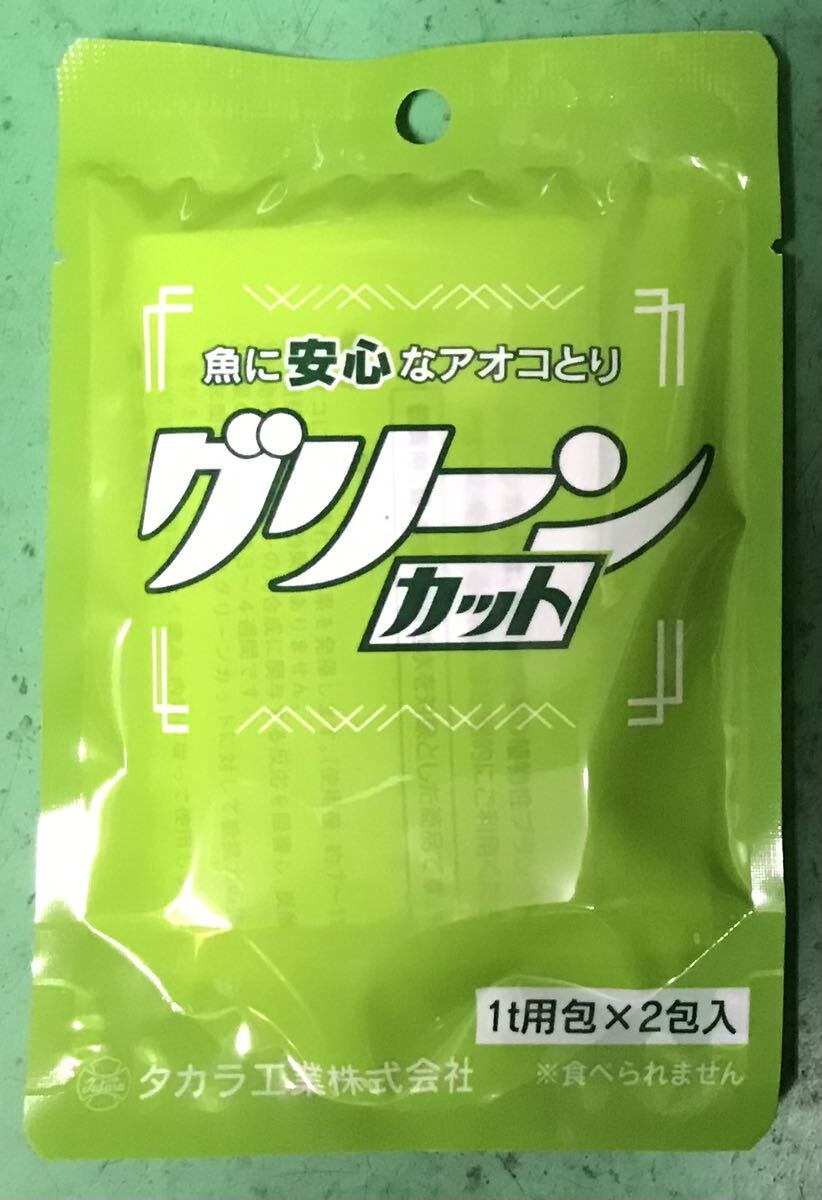 魚に安心なアオコとり
グリーン
カット
1t用包×2包入
Takara
タカラ工業株式会社
※食べられません